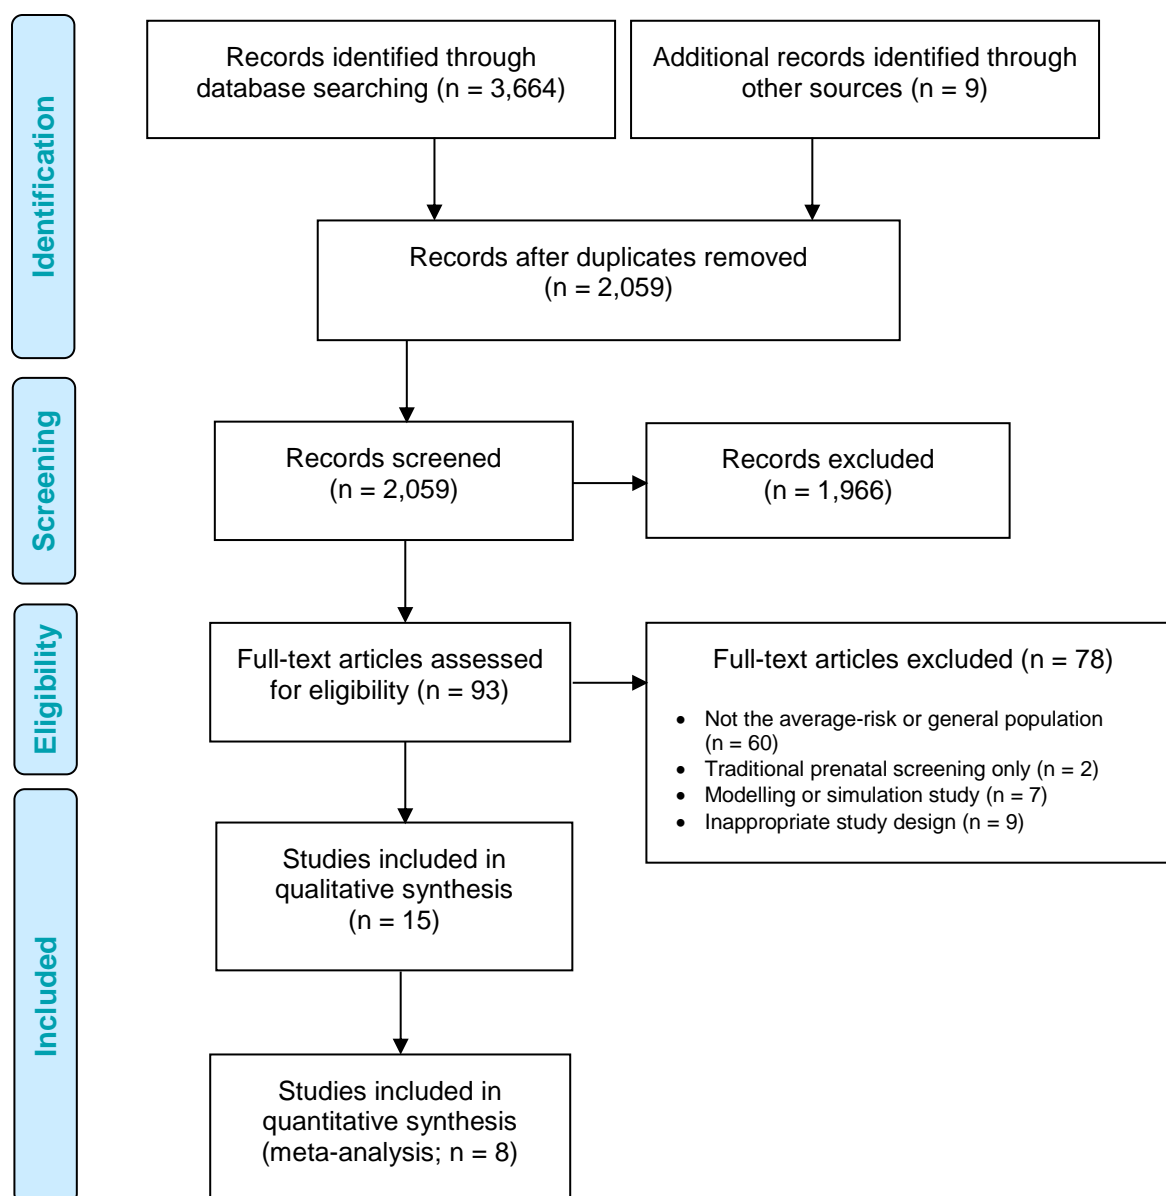 Identification
Records identified through
database searching (n = 3,664)
Additional records identified through
other sources (n = 9)
Records after duplicates removed
(n = 2,059)
Screening
Records screened
(n = 2,059)
Records excluded
(n = 1,966)
Eligibility
Full-text articles assessed
for eligibility (n = 93)
Full-text articles excluded (n = 78)
• Not the average-risk or general population
(n = 60)
• Traditional prenatal screening only (n = 2)
• Modelling or simulation study (n = 7)
• Inappropriate study design (n = 9)
Included
Studies included in
qualitative synthesis
(n = 15)
Studies included in
quantitative synthesis
(meta-analysis; n = 8)